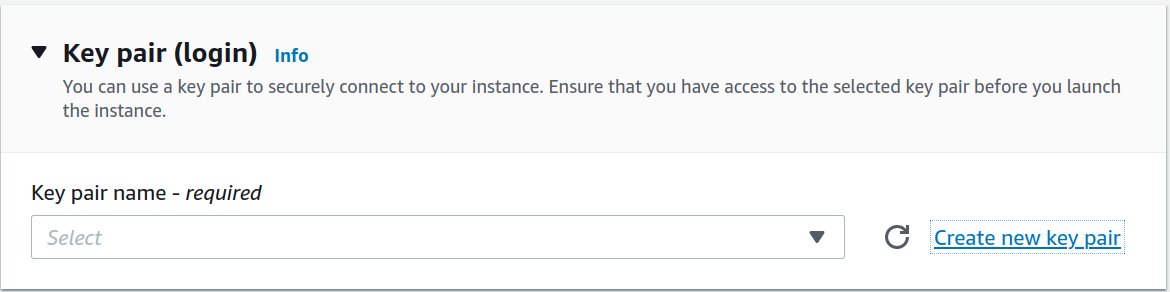 Key pair (login) Info
You can use a key pair to securely connect to your instance. Ensure that you have access to the selected key pair before you launch
the instance.
Key pair name - required
Select
Create new key pair